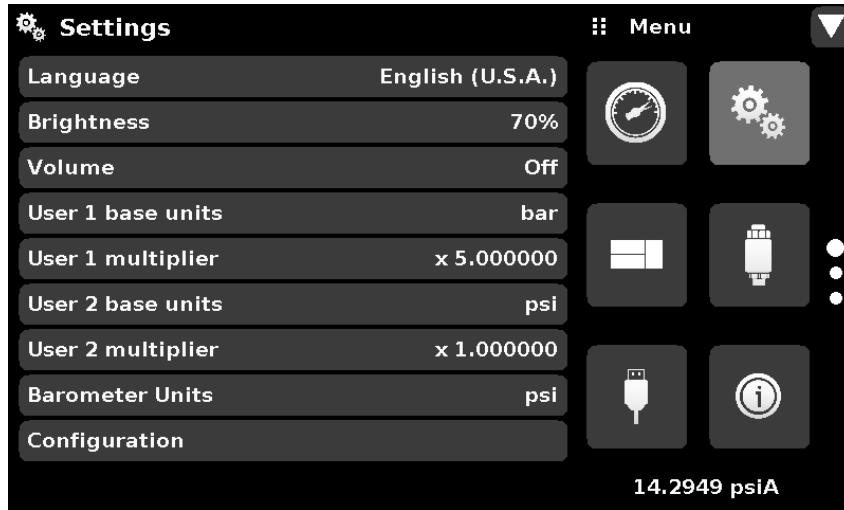 Settings
Menu
Language English (U.S.A.)
Brightness 70%
Volume Off
User 1 base units bar
User 1 multiplier x 5.000000
User 2 base units psi
User 2 multiplier x 1.000000
Barometer Units psi
Configuration
14.2949 psiA